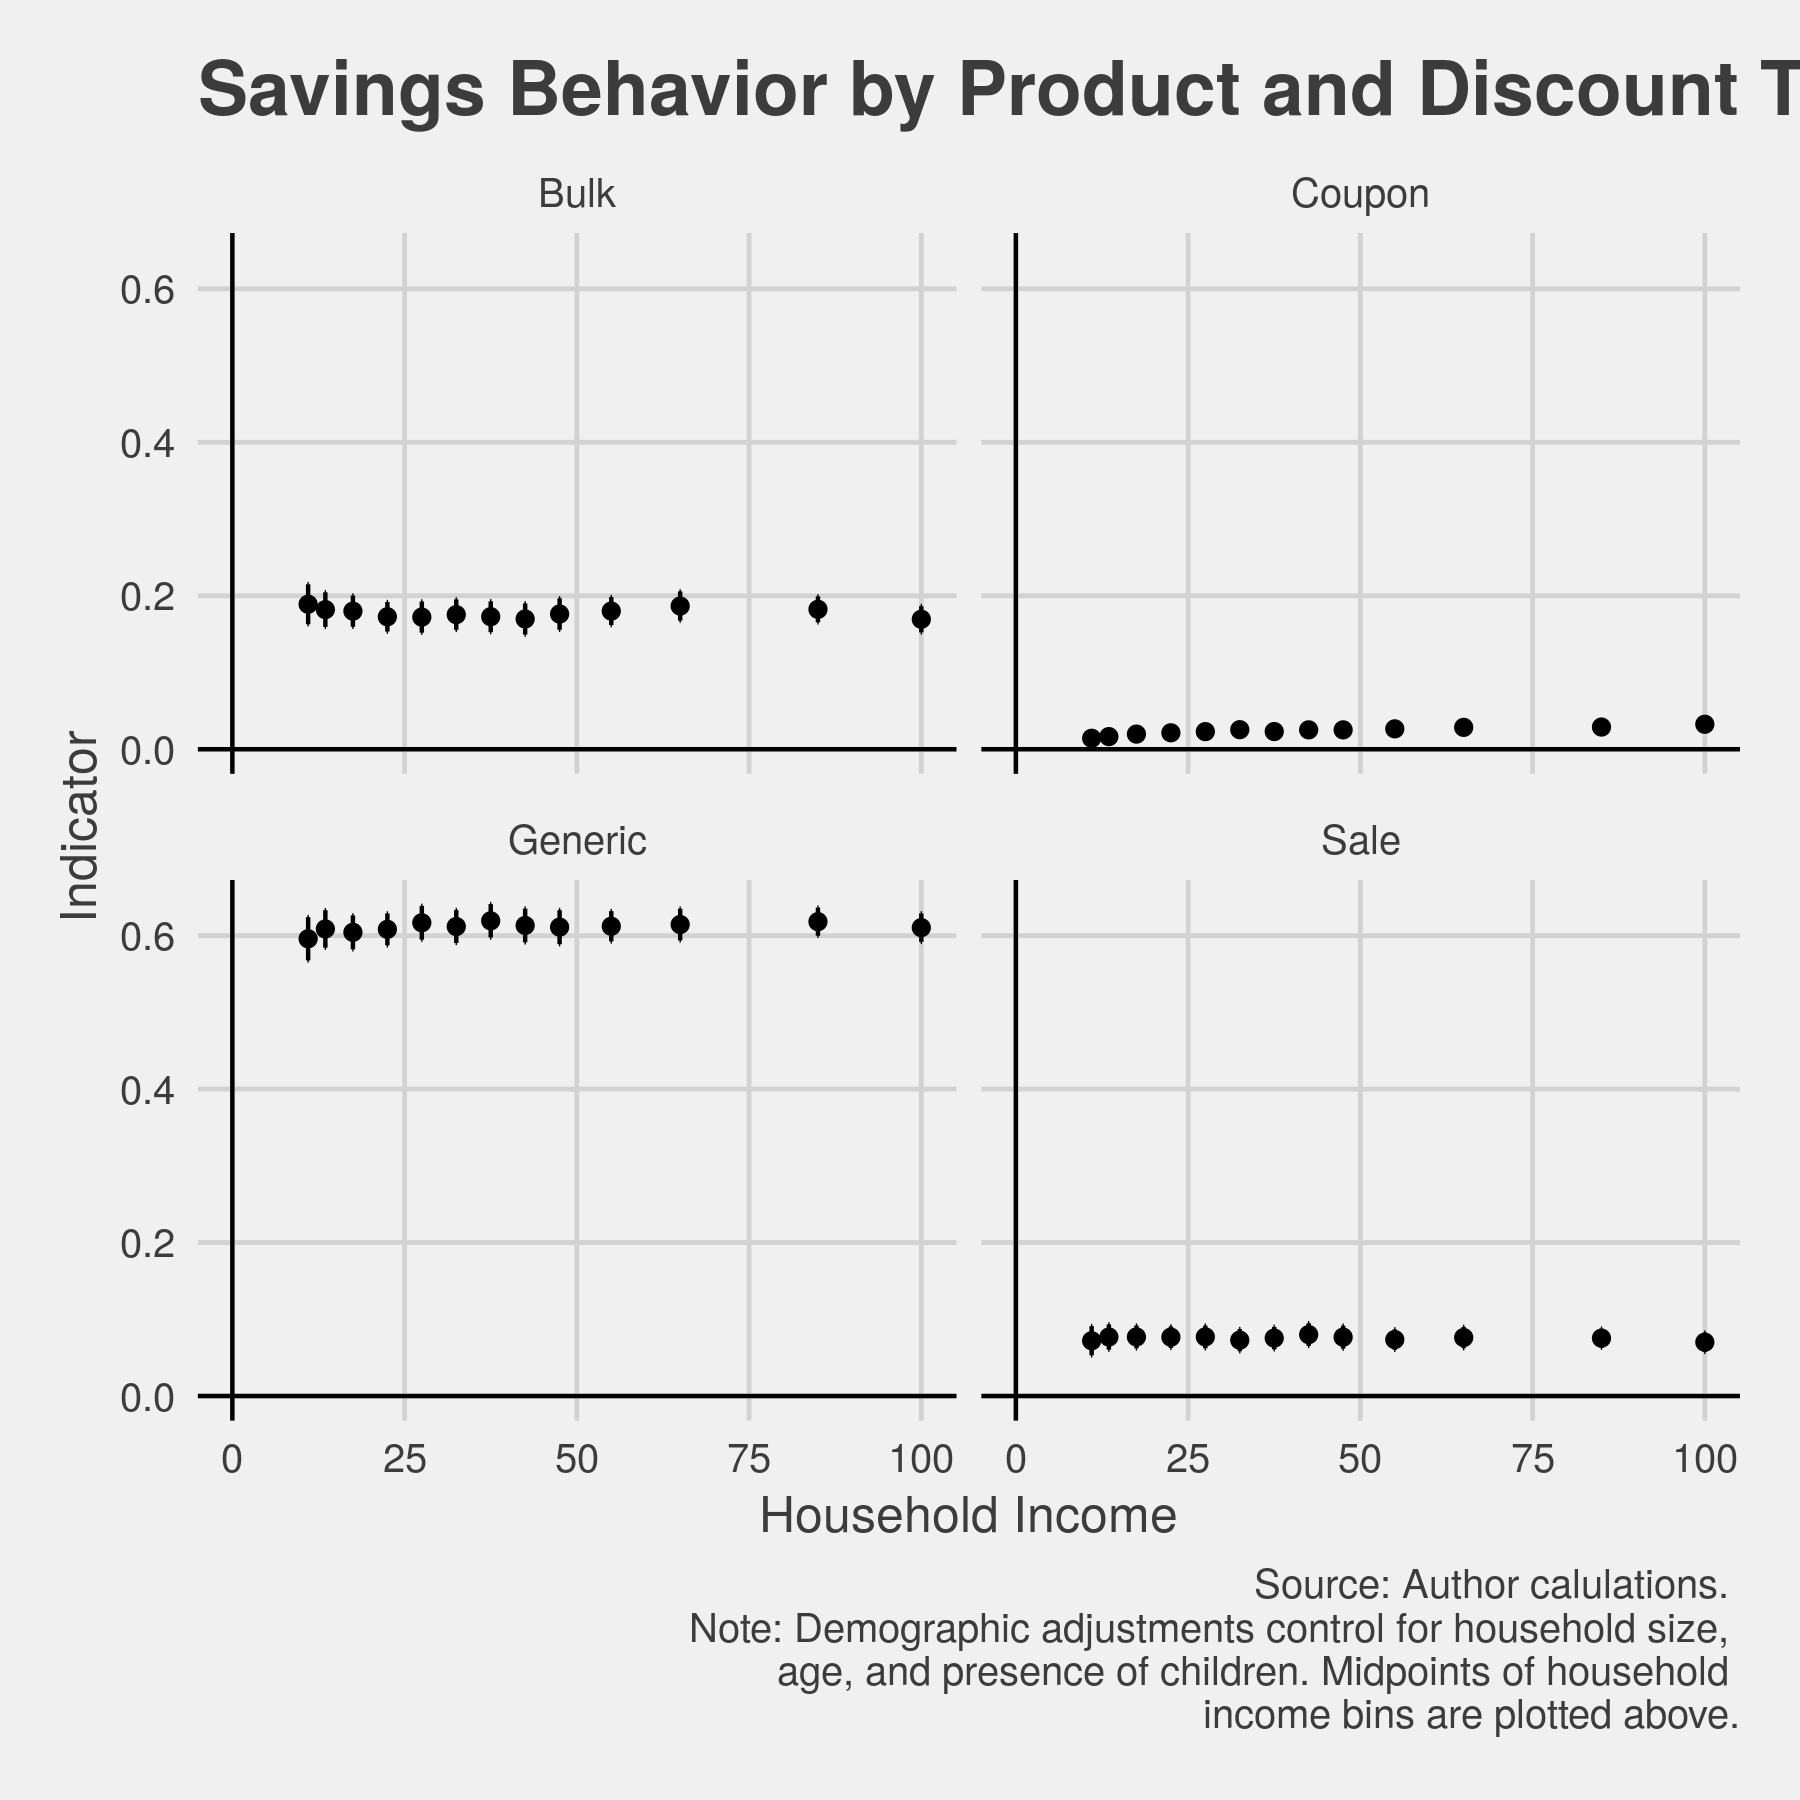 Savings Behavior by Product and Discount T
Bulk
Coupon
0.6
0.4
0.2
0.0
Generic
Sale
0.6
0.4
0.2
0.0
Indicator
0 25 50 75 100 0 25 50 75 100
Household Income
Source: Author calulations.
Note: Demographic adjustments control for household size,
age, and presence of children. Midpoints of household
income bins are plotted above.